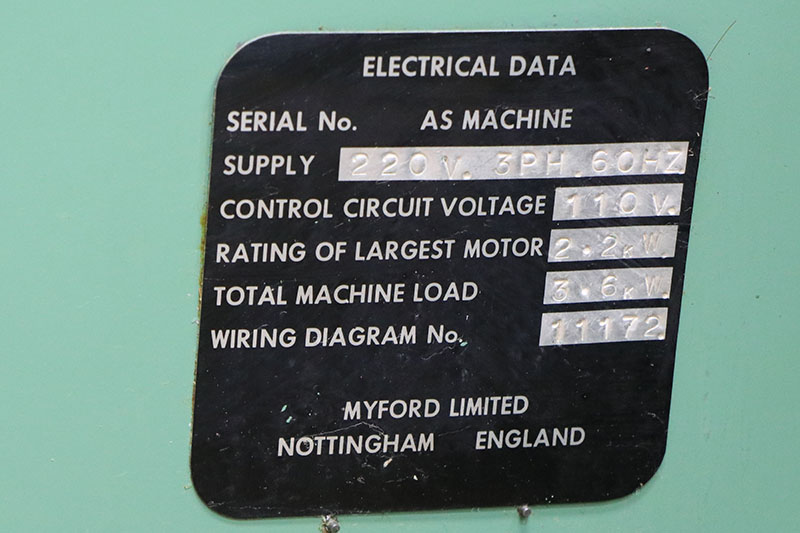 ELECTRICAL DATA
SERIAL No. AS MACHINE
SUPPLY 220V. 3PH. 60HZ
CONTROL CIRCUIT VOLTAGE 110V.
RATING OF LARGEST MOTOR 2.2KW.
TOTAL MACHINE LOAD 3.6KW.
WIRING DIAGRAM No. 11172
MYFORD LIMITED
NOTTINGHAM ENGLAND